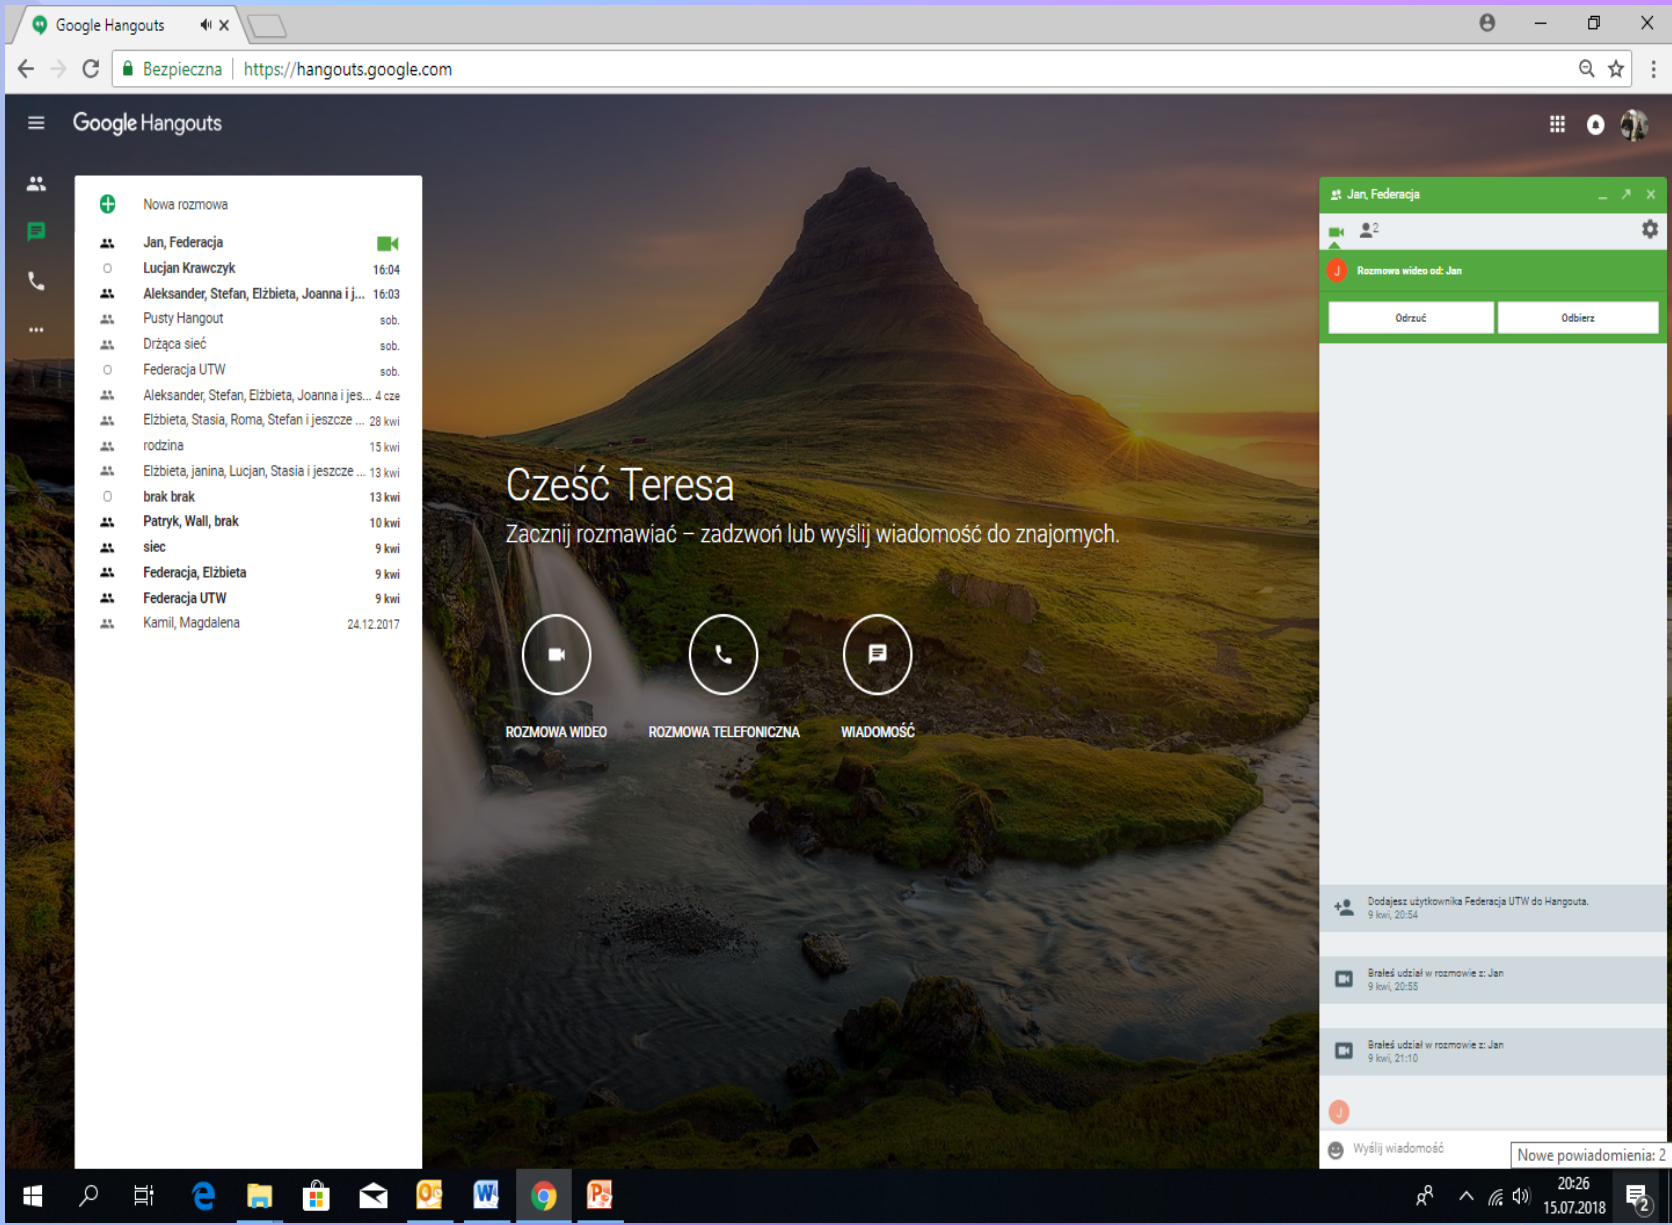 Google Hangouts
Bezpieczna https://hangouts.google.com
Google Hangouts
Nowa rozmowa
Jan, Federacja
Lucjan Krawczyk 16:04
Aleksander, Stefan, Elżbieta, Joanna i j... 16:03
Pusty Hangout sob.
Drżąca sieć sob.
Federacja UTW sob.
Aleksander, Stefan, Elżbieta, Joanna i jes... 4 cze
Elżbieta, Stasia, Roma, Stefan i jeszcze ... 28 kwi
rodzina 15 kwi
Elżbieta, janina, Lucjan, Stasia i jeszcze ... 13 kwi
brak brak 13 kwi
Patryk, Wall, brak 10 kwi
siec 9 kwi
Federacja, Elżbieta 9 kwi
Federacja UTW 9 kwi
Kamil, Magdalena 24.12.2017
Cześć Teresa
Zacznij rozmawiać – zadzwoń lub wyślij wiadomość do znajomych.
ROZMOWA WIDEO ROZMOWA TELEFONICZNA WIADOMOŚĆ
Jan, Federacja
2
J Rozmowa wideo od: Jan
Odrzuć Odbierz
Dodajesz użytkownika Federacja UTW do Hangouta.
9 kwi, 20:54
Brałeś udział w rozmowie z: Jan
9 kwi, 20:55
Brałeś udział w rozmowie z: Jan
9 kwi, 21:10
J
Wyślij wiadomość
Nowe powiadomienia: 2
20:26
15.07.2018
2